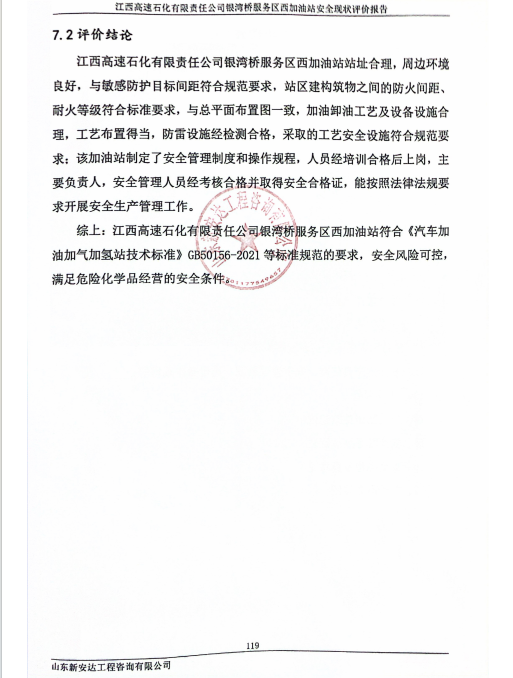 江西高速石化有限责任公司银湾桥服务区西加油站安全现状评价报告
7.2 评价结论
江西高速石化有限责任公司银湾桥服务区西加油站站址合理，周边环境
良好，与敏感防护目标间距符合规范要求，站区建构筑物之间的防火间距、
耐火等级符合标准要求，与总平面布置图一致，加油卸油工艺及设备设施合
理，工艺布置得当，防雷设施经检测合格，采取的工艺安全设施符合规范要
求；该加油站制定了安全管理制度和操作规程，人员经培训合格后上岗，主
要负责人，安全管理人员经考核合格并取得安全合格证，能按照法律法规要
求开展安全生产管理工作。
综上：江西高速石化有限责任公司银湾桥服务区西加油站符合《汽车加
油加气加氢站技术标准》GB50156-2021 等标准规范的要求，安全风险可控，
满足危险化学品经营的安全条件。
山东新安达工程咨询有限公司
119
山东新安达工程咨询有限公司